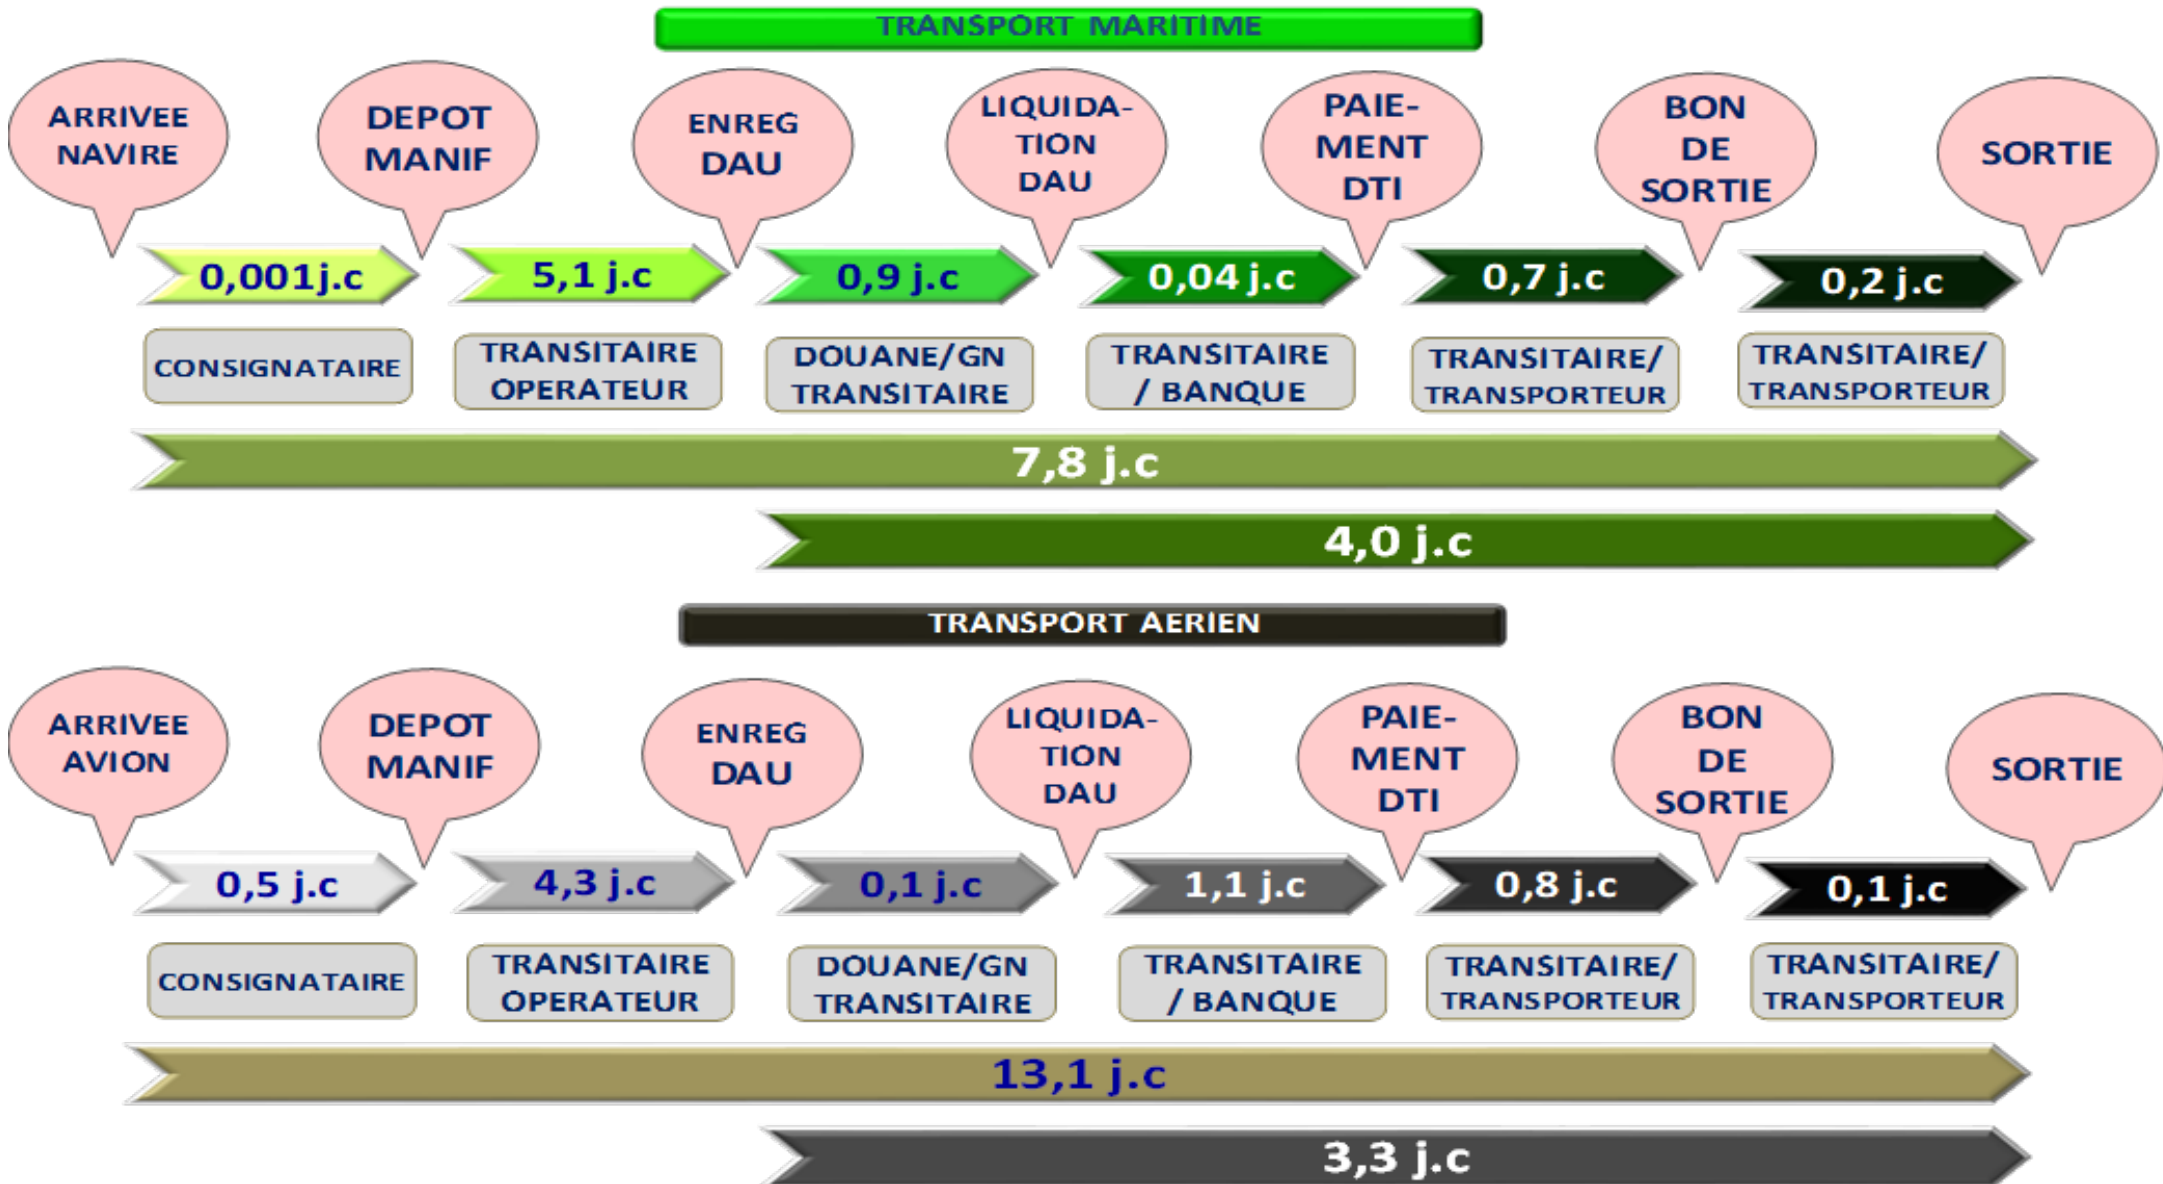 TRANSPORT MARITIME
ARRIVEE
NAVIRE
DEPOT
MANIF
ENREG
DAU
LIQUIDA-
TION
DAU
PAIE-
MENT
DTI
BON
DE
SORTIE
SORTIE
0,001j.c
5,1 j.c
0,9 j.c
0,04 j.c
0,7 j.c
0,2 j.c
CONSIGNATAIRE
TRANSITAIRE
OPERATEUR
DOUANE/GN
TRANSITAIRE
TRANSITAIRE
/ BANQUE
TRANSITAIRE/
TRANSPORTEUR
TRANSITAIRE/
TRANSPORTEUR
7,8 j.c
4,0 j.c
TRANSPORT AERIEN
ARRIVEE
AVION
DEPOT
MANIF
ENREG
DAU
LIQUIDA-
TION
DAU
PAIE-
MENT
DTI
BON
DE
SORTIE
SORTIE
0,5 j.c
4,3 j.c
0,1 j.c
1,1 j.c
0,8 j.c
0,1 j.c
CONSIGNATAIRE
TRANSITAIRE
OPERATEUR
DOUANE/GN
TRANSITAIRE
TRANSITAIRE
/ BANQUE
TRANSITAIRE/
TRANSPORTEUR
TRANSITAIRE/
TRANSPORTEUR
13,1 j.c
3,3 j.c